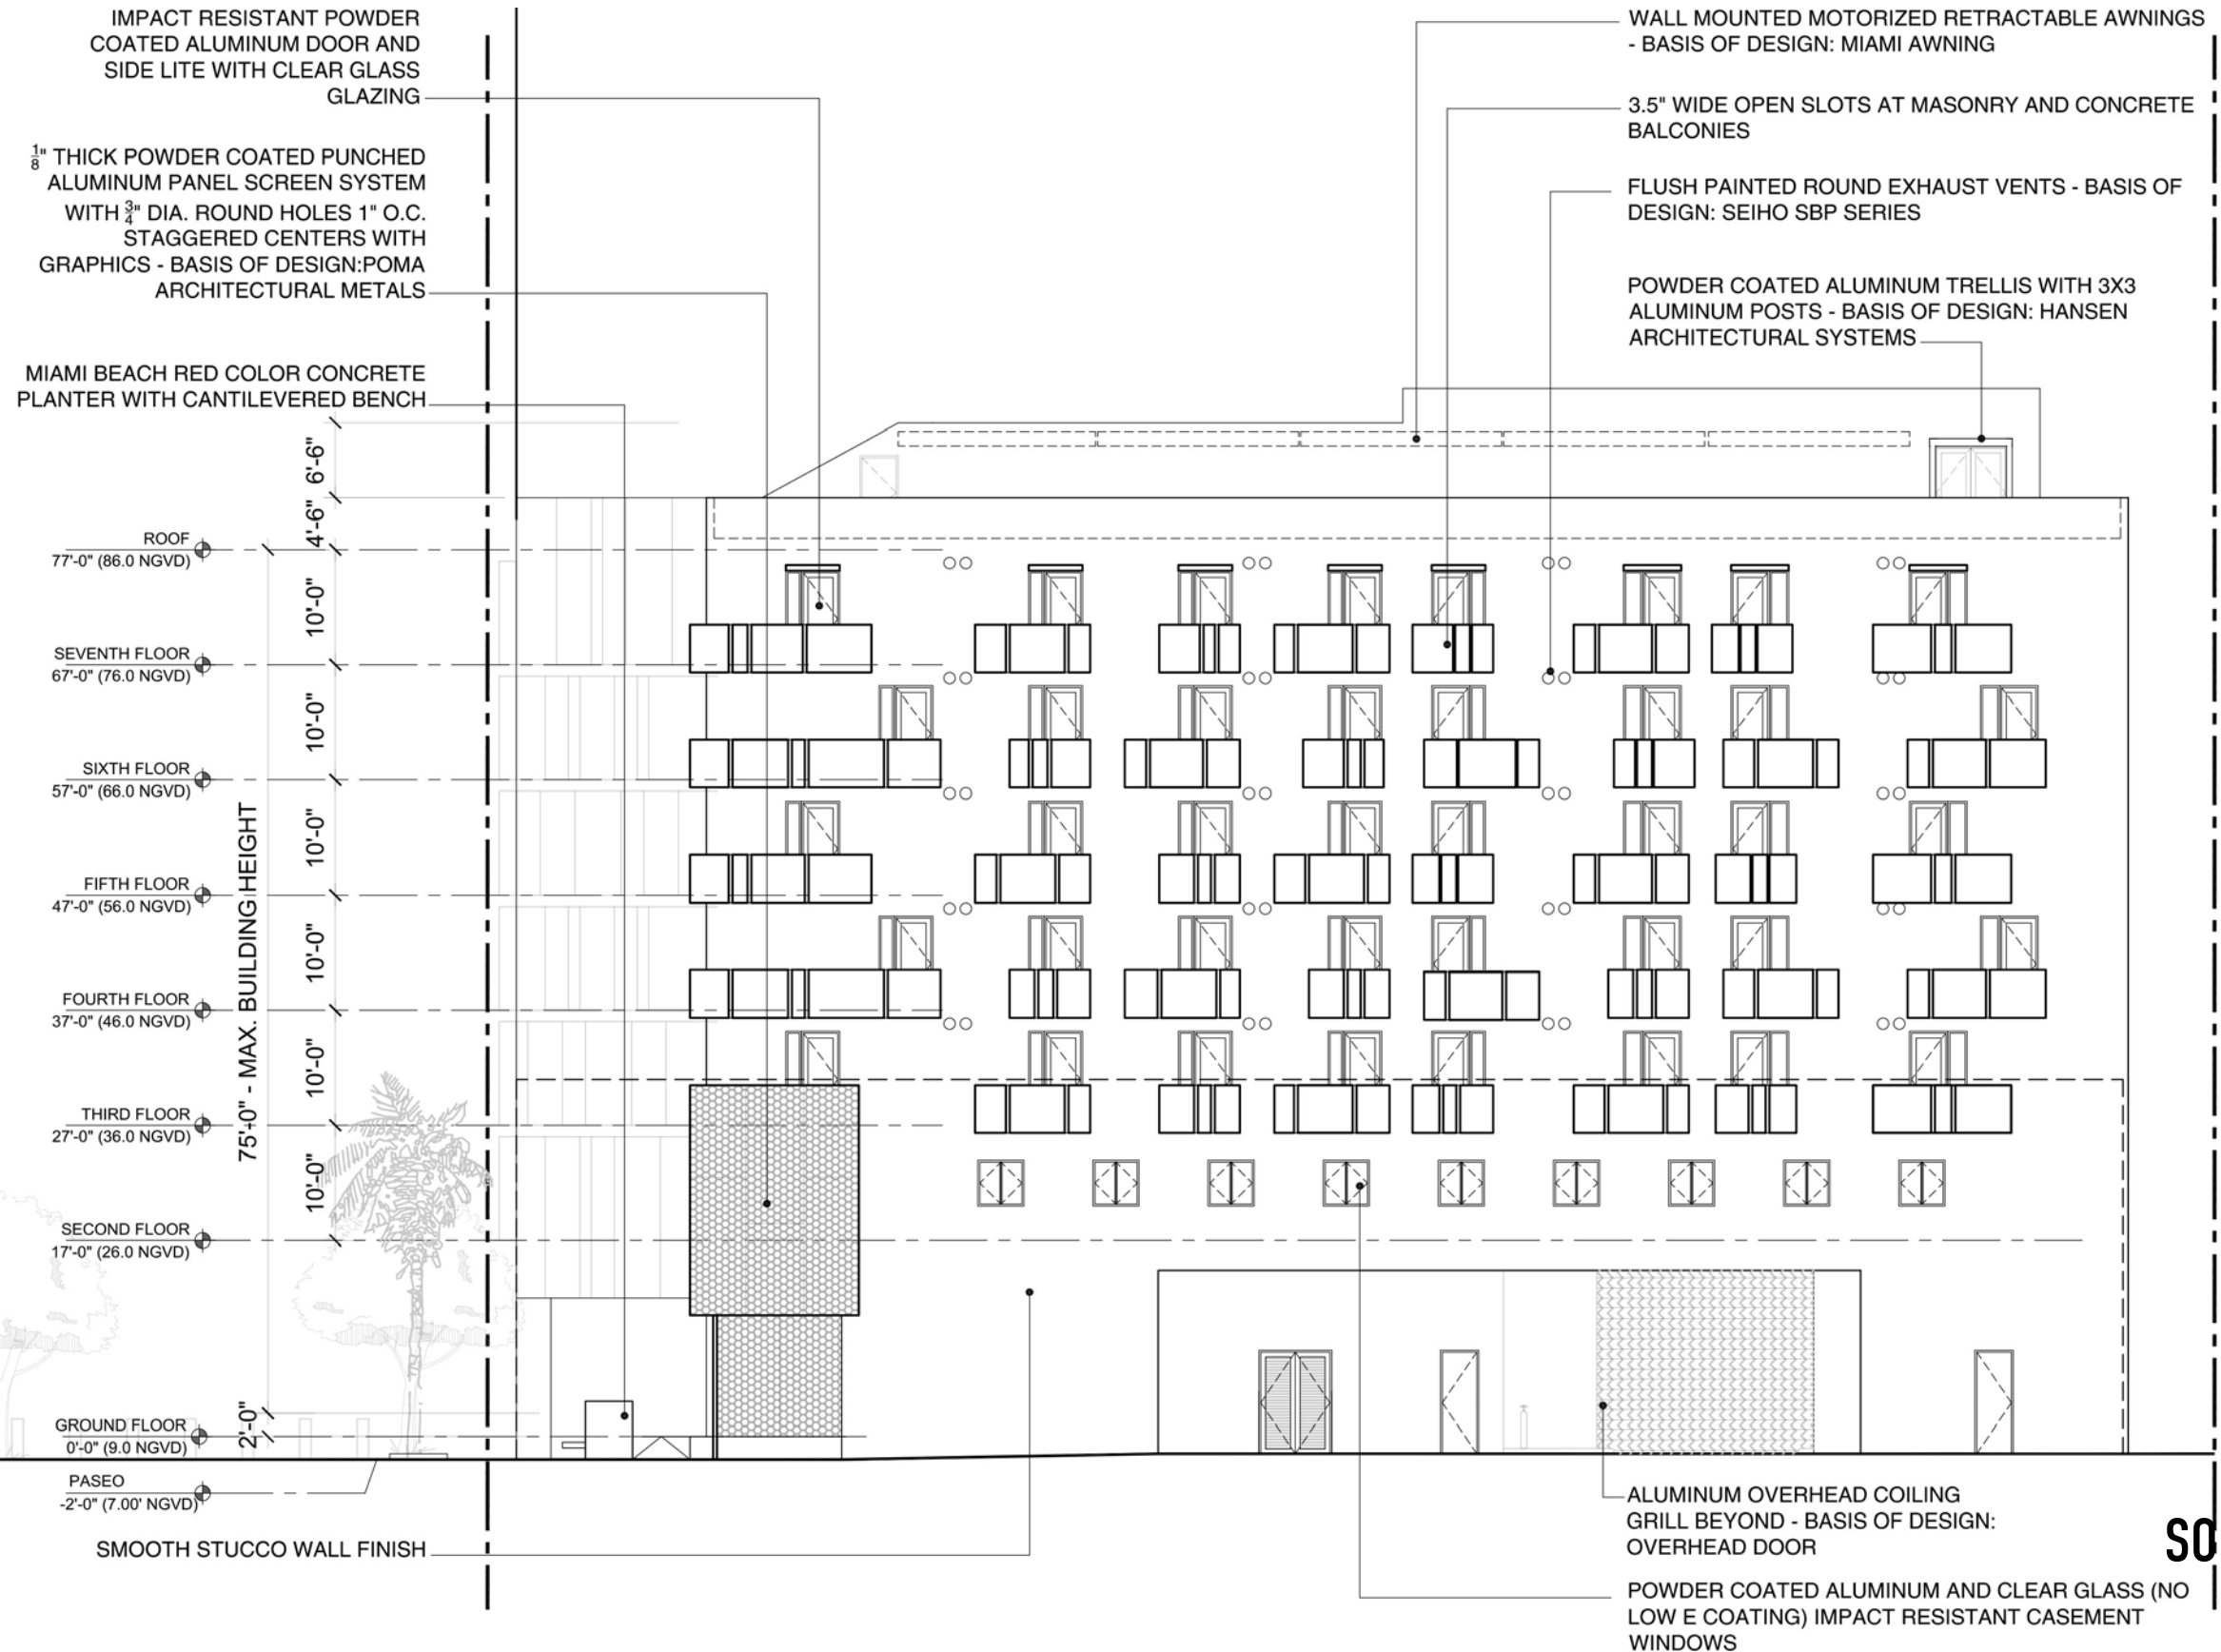 IMPACT RESISTANT POWDER
COATED ALUMINUM DOOR AND
SIDE LITE WITH CLEAR GLASS
GLAZING
1/8" THICK POWDER COATED PUNCHED
ALUMINUM PANEL SCREEN SYSTEM
WITH 3/4" DIA. ROUND HOLES 1" O.C.
STAGGERED CENTERS WITH
GRAPHICS - BASIS OF DESIGN:POMA
ARCHITECTURAL METALS
MIAMI BEACH RED COLOR CONCRETE
PLANTER WITH CANTILEVERED BENCH
WALL MOUNTED MOTORIZED RETRACTABLE AWNINGS
- BASIS OF DESIGN: MIAMI AWNING
3.5" WIDE OPEN SLOTS AT MASONRY AND CONCRETE
BALCONIES
FLUSH PAINTED ROUND EXHAUST VENTS - BASIS OF
DESIGN: SEIHO SBP SERIES
POWDER COATED ALUMINUM TRELLIS WITH 3X3
ALUMINUM POSTS - BASIS OF DESIGN: HANSEN
ARCHITECTURAL SYSTEMS
6'-6"
4'-6"
ROOF
77'-0" (86.0 NGVD)
10'-0"
SEVENTH FLOOR
67'-0" (76.0 NGVD)
10'-0"
SIXTH FLOOR
57'-0" (66.0 NGVD)
10'-0"
FIFTH FLOOR
47'-0" (56.0 NGVD)
10'-0"
FOURTH FLOOR
37'-0" (46.0 NGVD)
10'-0"
THIRD FLOOR
27'-0" (36.0 NGVD)
10'-0"
SECOND FLOOR
17'-0" (26.0 NGVD)
75'-0" - MAX. BUILDING HEIGHT
2'-0"
GROUND FLOOR
0'-0" (9.0 NGVD)
PASEO
-2'-0" (7.00' NGVD)
SMOOTH STUCCO WALL FINISH
ALUMINUM OVERHEAD COILING
GRILL BEYOND - BASIS OF DESIGN:
OVERHEAD DOOR
POWDER COATED ALUMINUM AND CLEAR GLASS (NO
LOW E COATING) IMPACT RESISTANT CASEMENT
WINDOWS